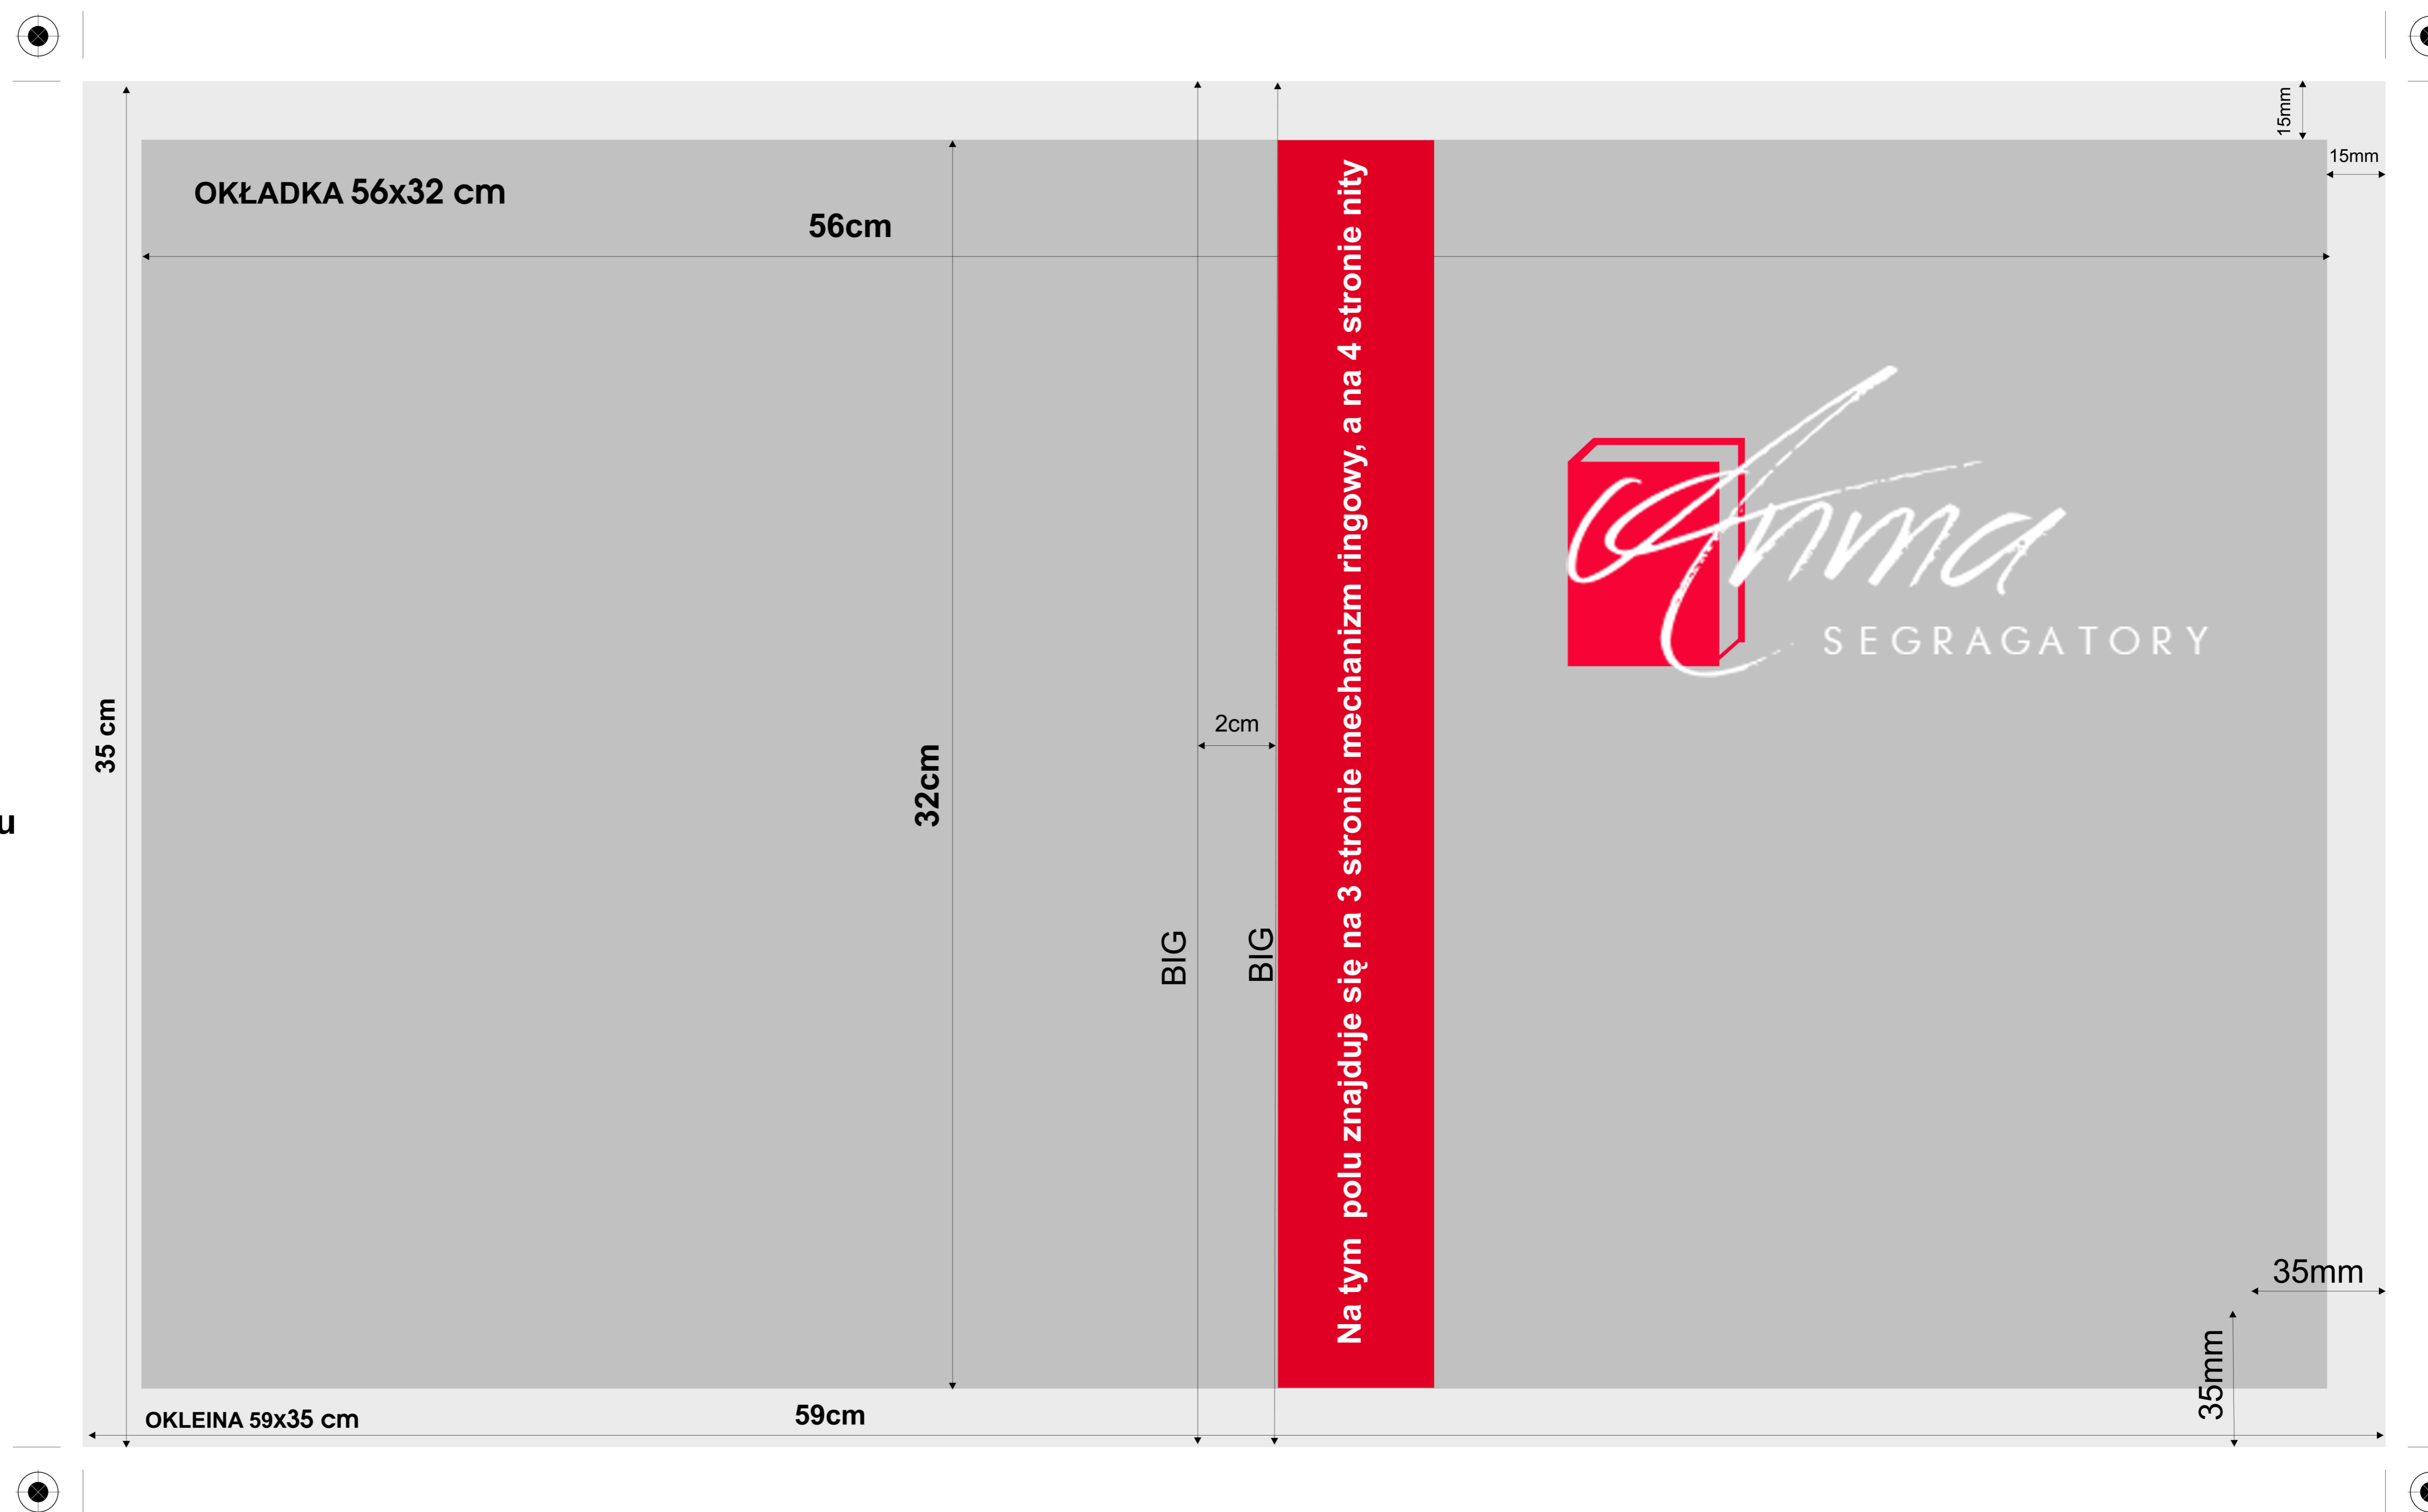 15mm
15mm
OKŁADKA 56x32 cm
56cm
Na tym polu znajduje się na 3 stronie mechanizm ringowy, a na 4 stronie nity
Anma
SEGRAGATORY
35 cm
2cm
32cm
u
BIG
BIG
35mm
35mm
OKLEINA 59x35 cm
59cm